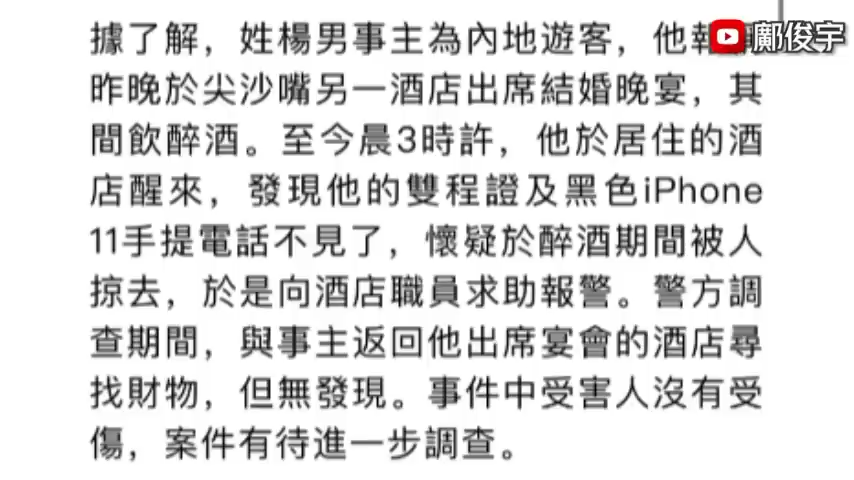 據了解，姓楊男事主為內地遊客，他報
鄺俊宇
昨晚於尖沙嘴另一酒店出席結婚晚宴，其
間飲醉酒。至今晨3時許，他於居住的酒
店醒來，發現他的雙程證及黑色iPhone
11手提電話不見了，懷疑於醉酒期間被人
掠去，於是向酒店職員求助報警。警方調
查期間，與事主返回他出席宴會的酒店尋
找財物，但無發現。事件中受害人沒有受
傷，案件有待進一步調查。